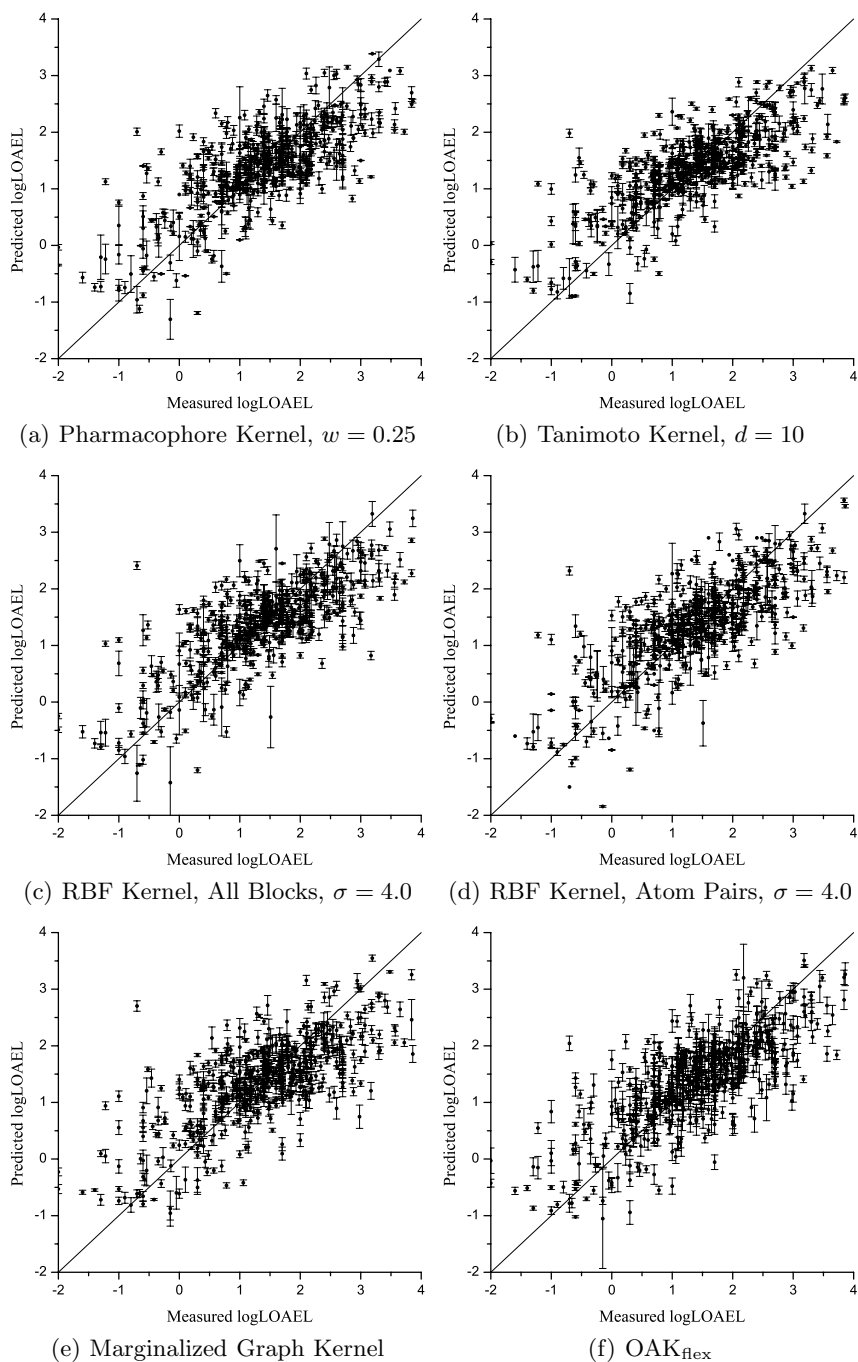 4
4
3
3
2
2
1
1
0
0
-1
-1
-2
-2
Predicted logLOAEL
Predicted logLOAEL
-2 -1 0 1 2 3 4
-2 -1 0 1 2 3 4
Measured logLOAEL
Measured logLOAEL
(a) Pharmacophore Kernel, w = 0.25
(b) Tanimoto Kernel, d = 10
4
4
3
3
2
2
1
1
0
0
-1
-1
-2
-2
Predicted logLOAEL
Predicted logLOAEL
-2 -1 0 1 2 3 4
-2 -1 0 1 2 3 4
Measured logLOAEL
Measured logLOAEL
(c) RBF Kernel, All Blocks, σ = 4.0
(d) RBF Kernel, Atom Pairs, σ = 4.0
4
4
3
3
2
2
1
1
0
0
-1
-1
-2
-2
Predicted logLOAEL
Predicted logLOAEL
-2 -1 0 1 2 3 4
-2 -1 0 1 2 3 4
Measured logLOAEL
Measured logLOAEL
(e) Marginalized Graph Kernel
(f) OAKflex